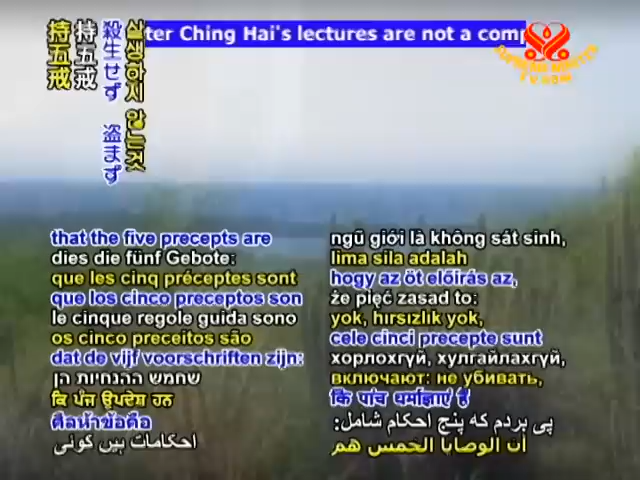 ter Ching Hai's lectures are not a comp
持五戒
持五戒
殺生せず 盗まず
살생하지 않는것
that the five precepts are
dies die fünf Gebote:
que les cinq préceptes sont
que los cinco preceptos son
le cinque regole guida sono
os cinco preceitos são
dat de vijf voorschriften zijn:
שחמש ההנחיות הן
ਕਿ ਪੰਜ ਉਪਦੇਸ਼ ਹਨ
ศีลห้าข้อคือ
احکامات ہیں کوئی
ngũ giới là không sát sinh,
lima sila adalah
hogy az öt előírás az,
że pięć zasad to:
yok, hırsızlık yok,
cele cinci precepte sunt
хорлохгүй, хулгайлахгүй,
включают: не убивать,
कि पांच धर्माज्ञाएं हैं
پی بردم که پنج احکام شامل:
ان الوصايا الخمس هم